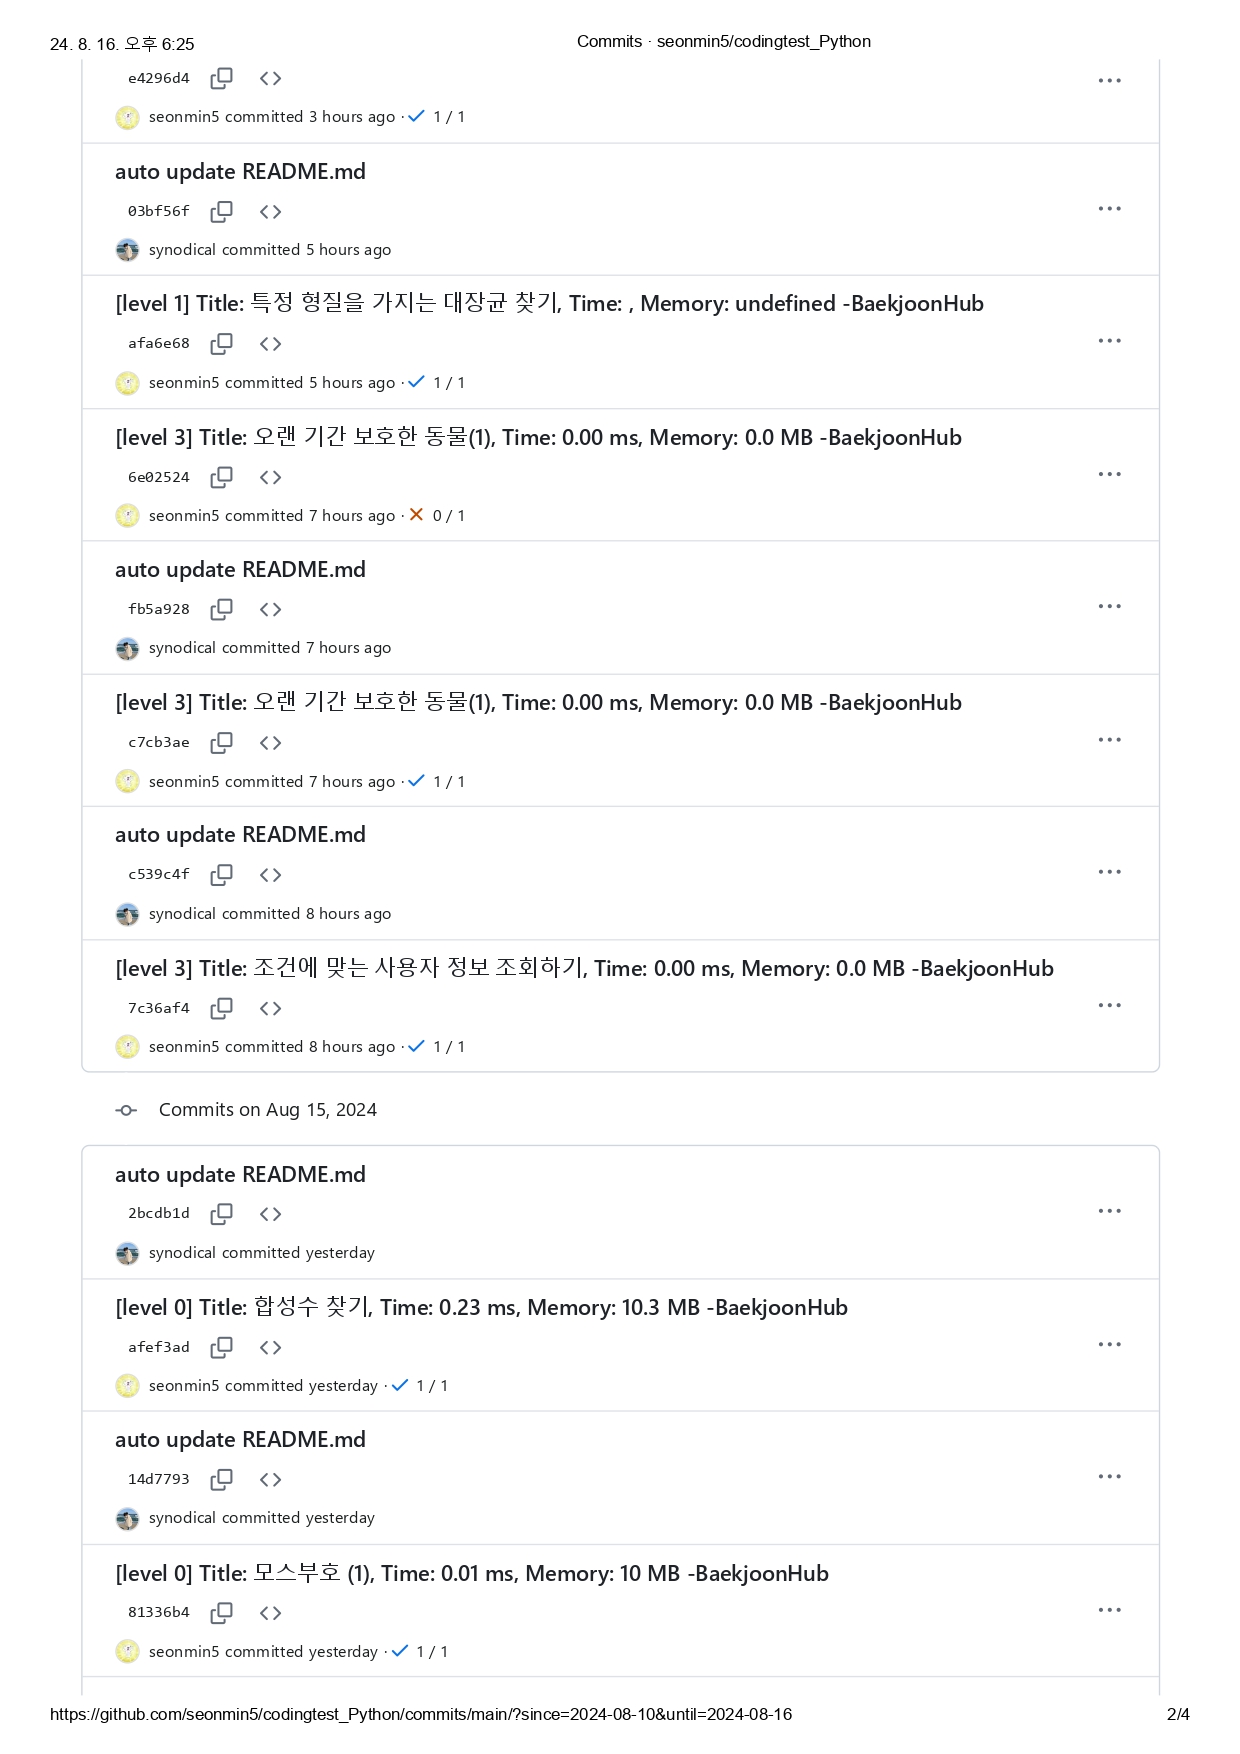 24. 8. 16. 오후 6:25
Commits · seonmin5/codingtest_Python
e4296d4
seonmin5 committed 3 hours ago · 1 / 1
auto update README.md
03bf56f
synodical committed 5 hours ago
[level 1] Title: 특정 형질을 가지는 대장균 찾기, Time: , Memory: undefined -BaekjoonHub
afa6e68
seonmin5 committed 5 hours ago · 1 / 1
[level 3] Title: 오랜 기간 보호한 동물(1), Time: 0.00 ms, Memory: 0.0 MB -BaekjoonHub
6e02524
seonmin5 committed 7 hours ago · 0 / 1
auto update README.md
fb5a928
synodical committed 7 hours ago
[level 3] Title: 오랜 기간 보호한 동물(1), Time: 0.00 ms, Memory: 0.0 MB -BaekjoonHub
c7cb3ae
seonmin5 committed 7 hours ago · 1 / 1
auto update README.md
c539c4f
synodical committed 8 hours ago
[level 3] Title: 조건에 맞는 사용자 정보 조회하기, Time: 0.00 ms, Memory: 0.0 MB -BaekjoonHub
7c36af4
seonmin5 committed 8 hours ago · 1 / 1
Commits on Aug 15, 2024
auto update README.md
2bcdb1d
synodical committed yesterday
[level 0] Title: 합성수 찾기, Time: 0.23 ms, Memory: 10.3 MB -BaekjoonHub
afef3ad
seonmin5 committed yesterday · 1 / 1
auto update README.md
14d7793
synodical committed yesterday
[level 0] Title: 모스부호 (1), Time: 0.01 ms, Memory: 10 MB -BaekjoonHub
81336b4
seonmin5 committed yesterday · 1 / 1
https://github.com/seonmin5/codingtest_Python/commits/main/?since=2024-08-10&until=2024-08-16
2/4